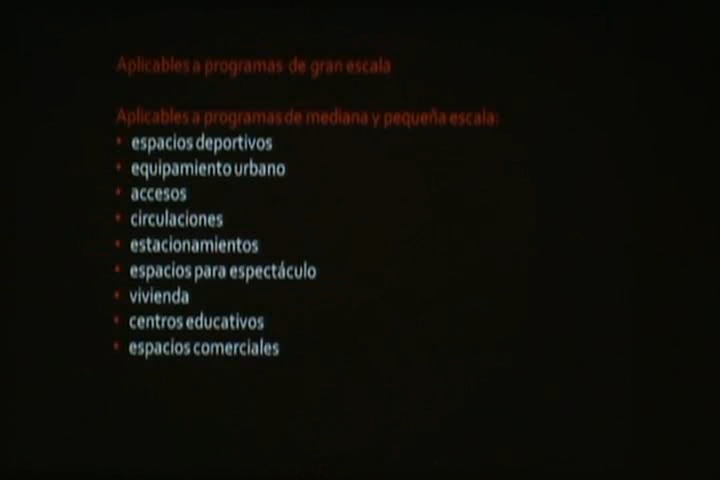 Aplicables a programas de gran escala
Aplicables a programas de mediana y pequeña escala:
• espacios deportivos
• equipamiento urbano
• accesos
• circulaciones
• estacionamientos
• espacios para espectáculo
• vivienda
• centros educativos
• espacios comerciales